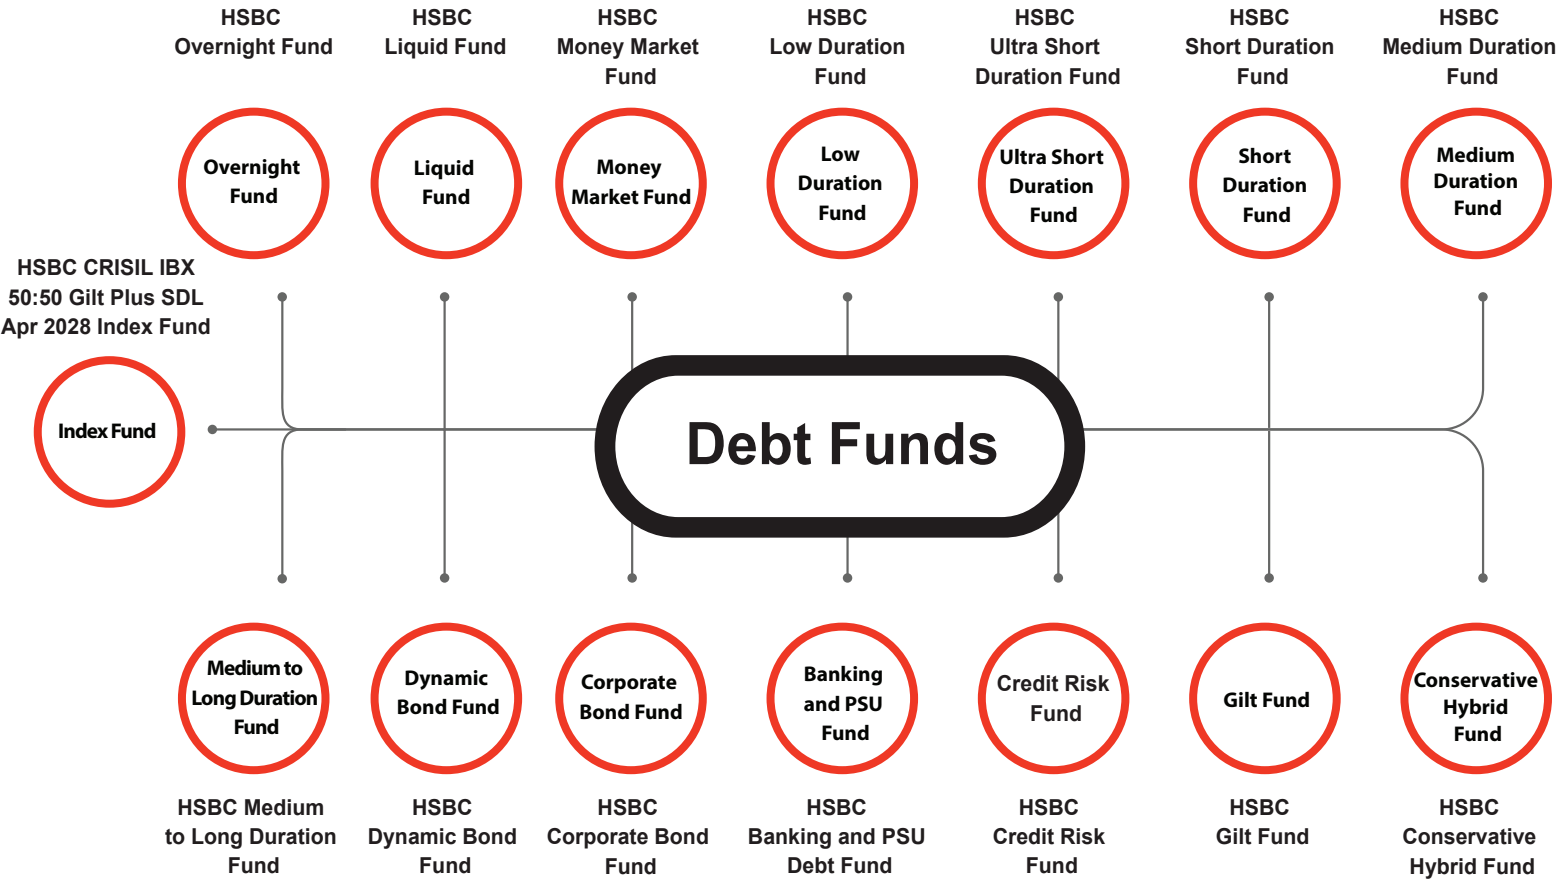 HSBC
Overnight Fund
HSBC
Liquid Fund
HSBC
Money Market
Fund
HSBC
Low Duration
Fund
HSBC
Ultra Short
Duration Fund
HSBC
Short Duration
Fund
HSBC
Medium Duration
Fund
Overnight
Fund
Liquid
Fund
Money
Market Fund
Low
Duration
Fund
Ultra Short
Duration
Fund
Short
Duration
Fund
Medium
Duration
Fund
HSBC CRISIL IBX
50:50 Gilt Plus SDL
Apr 2028 Index Fund
Index Fund
Debt Funds
Medium to
Long Duration
Fund
Dynamic
Bond Fund
Corporate
Bond Fund
Banking
and PSU
Fund
Credit Risk
Fund
Gilt Fund
Conservative
Hybrid
Fund
HSBC Medium
to Long Duration
Fund
HSBC
Dynamic Bond
Fund
HSBC
Corporate Bond
Fund
HSBC
Banking and PSU
Debt Fund
HSBC
Credit Risk
Fund
HSBC
Gilt Fund
HSBC
Conservative
Hybrid Fund